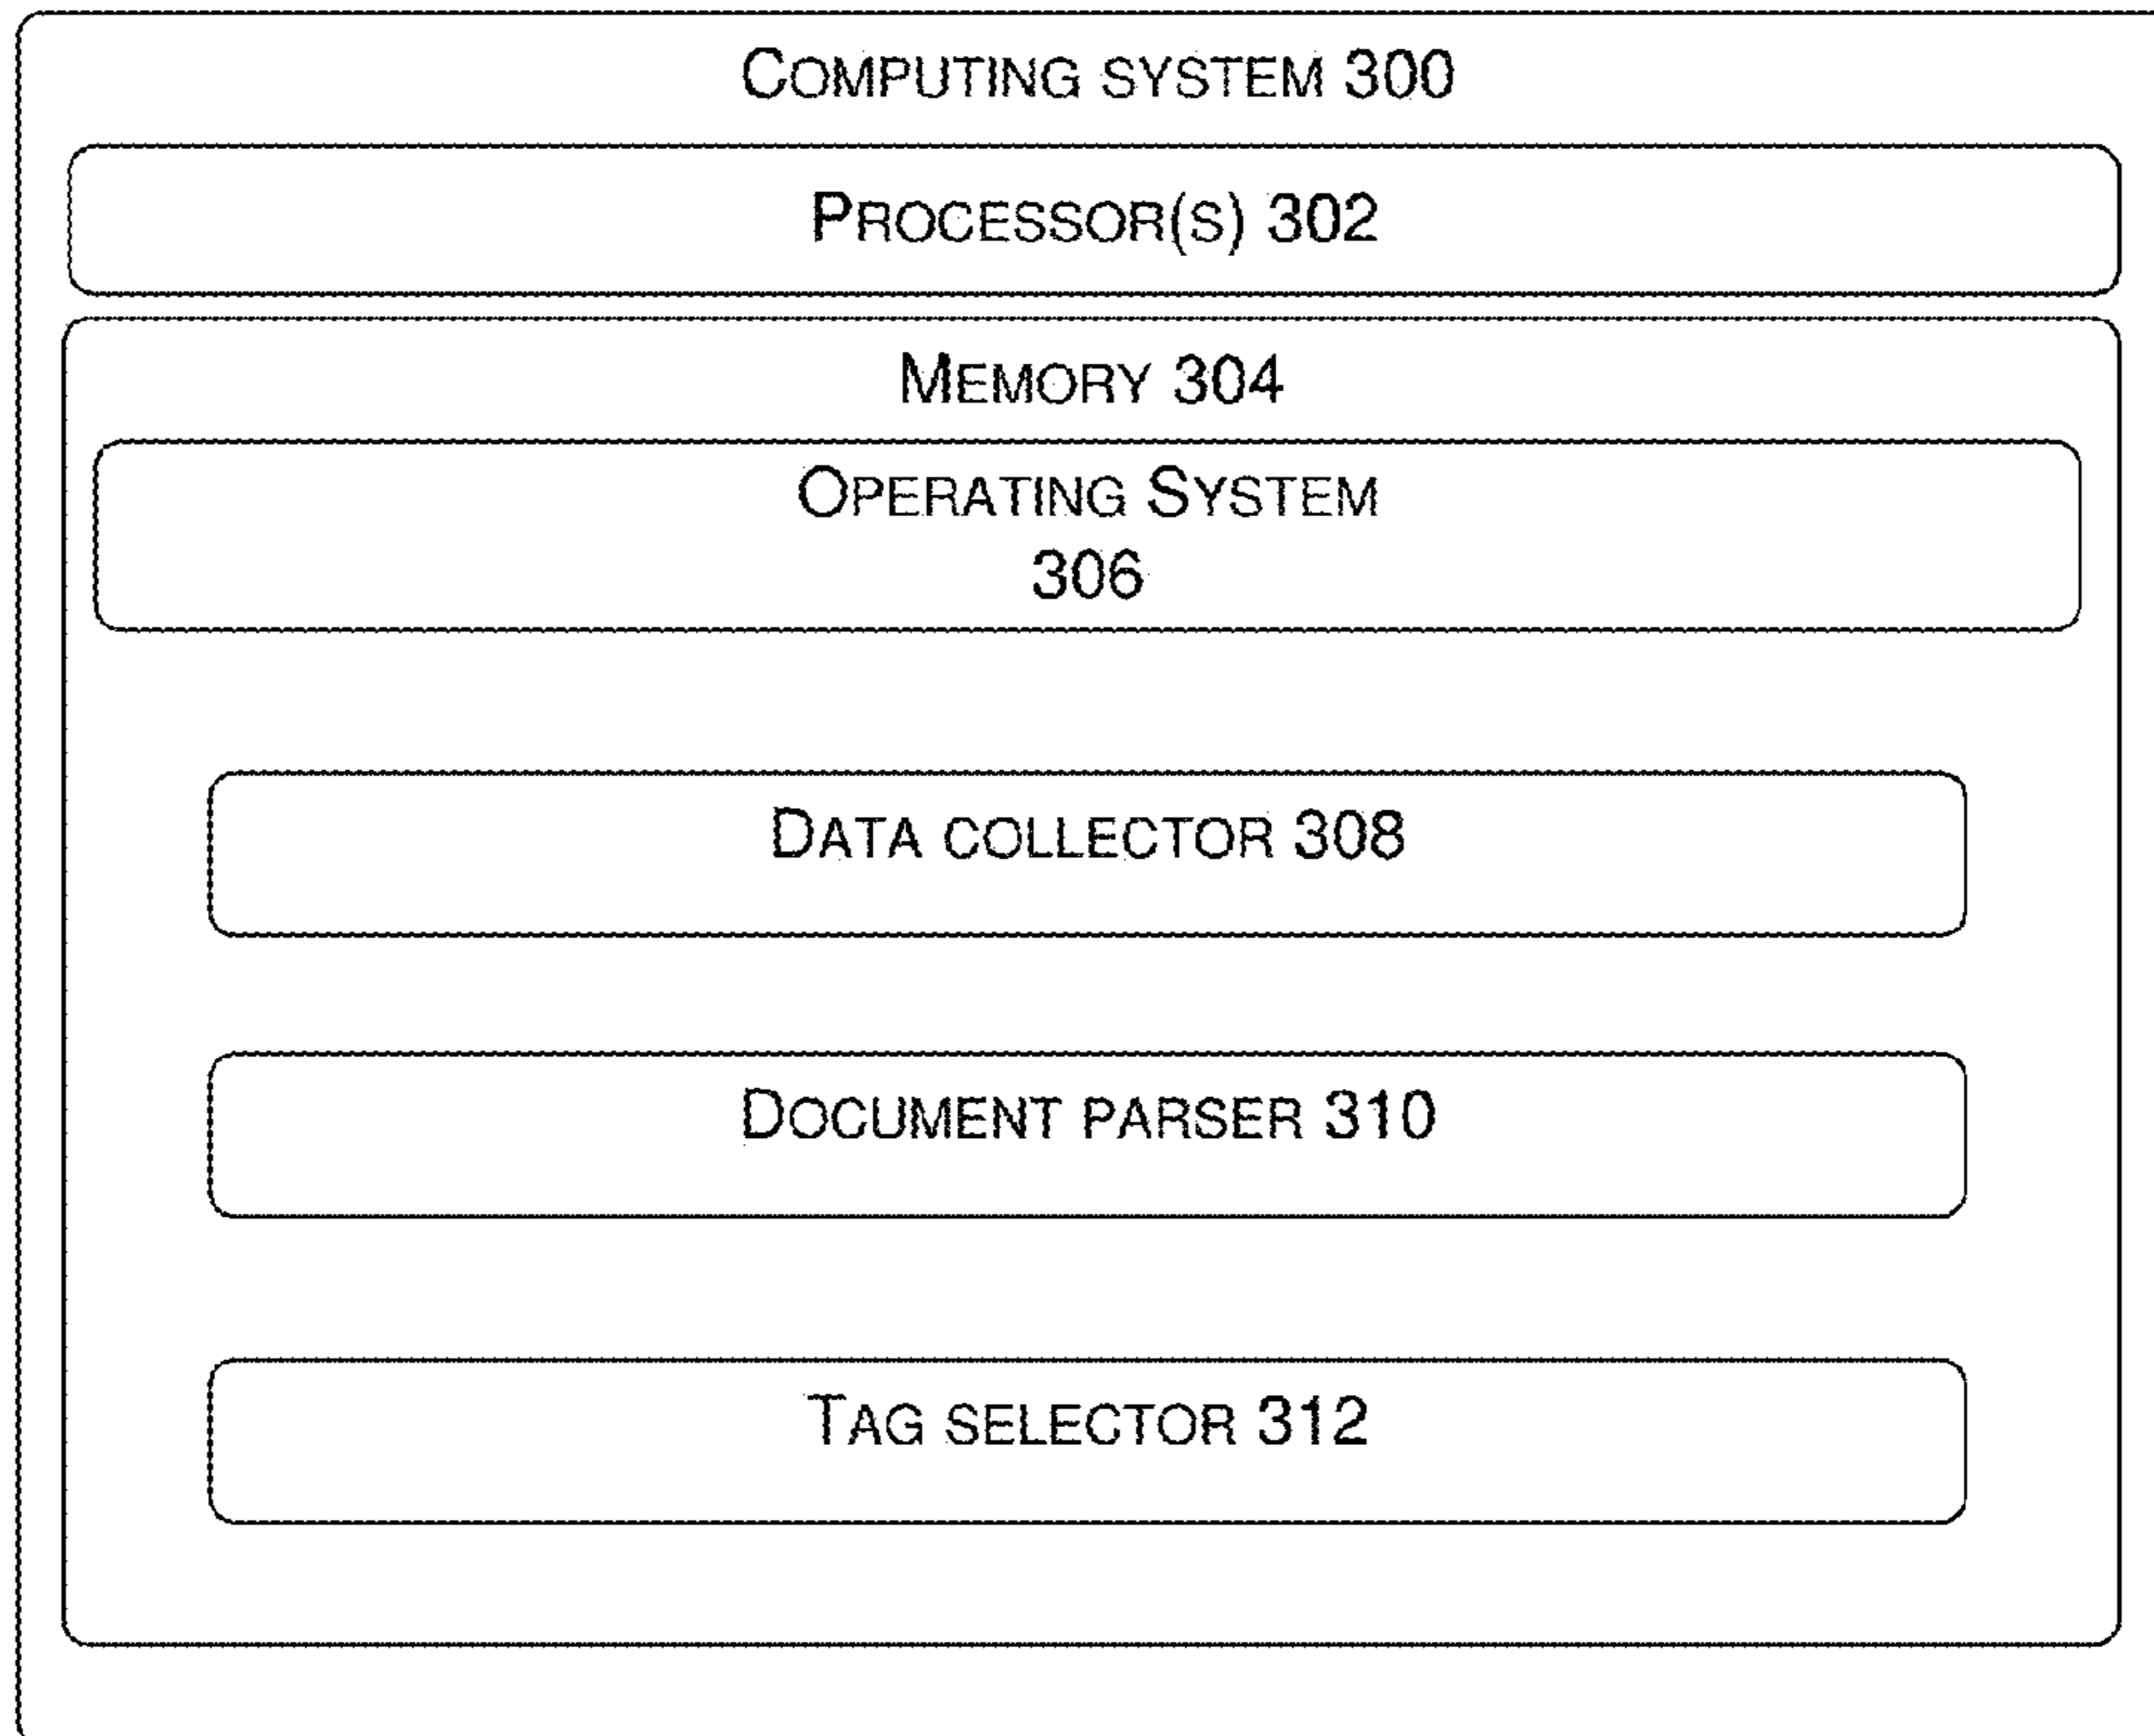 COMPUTING SYSTEM 300
PROCESSOR(S) 302
MEMORY 304
OPERATING SYSTEM
306
DATA COLLECTOR 308
DOCUMENT PARSER 310
TAG SELECTOR 312